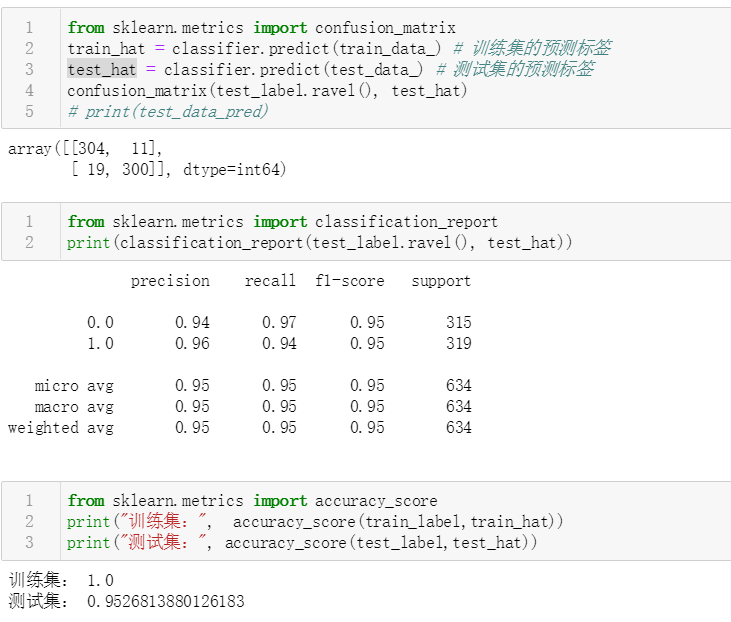 1 from sklearn.metrics import confusion_matrix
2 train_hat = classifier.predict(train_data_) # 训练集的预测标签
3 test_hat = classifier.predict(test_data_) # 测试集的预测标签
4 confusion_matrix(test_label.ravel(), test_hat)
5 # print(test_data_pred)
array([[304, 11],
[ 19, 300]], dtype=int64)
1 from sklearn.metrics import classification_report
2 print(classification_report(test_label.ravel(), test_hat))
precision recall f1-score support
0.0 0.94 0.97 0.95 315
1.0 0.96 0.94 0.95 319
micro avg 0.95 0.95 0.95 634
macro avg 0.95 0.95 0.95 634
weighted avg 0.95 0.95 0.95 634
1 from sklearn.metrics import accuracy_score
2 print("训练集：", accuracy_score(train_label,train_hat))
3 print("测试集：", accuracy_score(test_label,test_hat))
训练集： 1.0
测试集： 0.9526813880126183